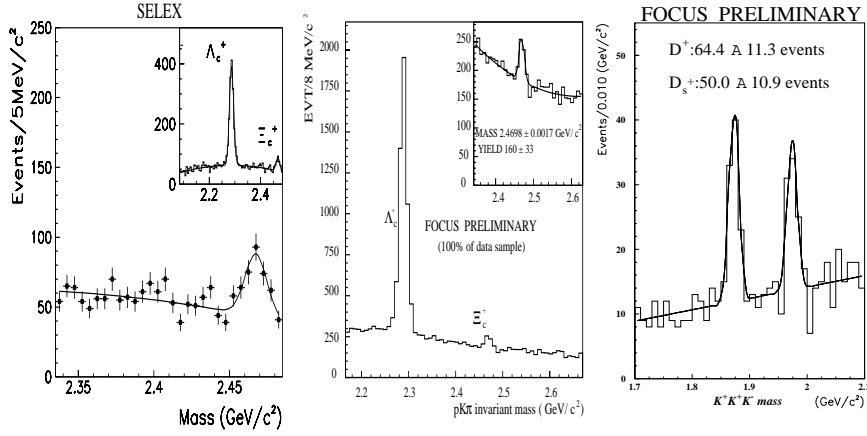 SELEX
Events/5MeV/c²
250
200
150
100
50
0
2.35
2.4
2.45
Mass (GeV/c²)
Λc+
Ξc+
400
200
0
2.2
2.4
EVT/8 MeV/c²
2000
1750
1500
1250
1000
750
500
250
0
2.2
2.3
2.4
2.5
2.6
pKπ invariant mass (GeV/c²)
Λc+
FOCUS PRELIMINARY
(100% of data sample)
Ξc+
250
200
150
100
50
0
MASS 2.4698 ± 0.0017 GeV/c²
YIELD 160 ± 33
2.4
2.5
2.6
FOCUS PRELIMINARY
Events/0.010 (GeV/c²)
D+:64.4 A 11.3 events
Ds+:50.0 A 10.9 events
50
40
30
20
10
0
1.7
1.8
1.9
2
2.1
K+K+K- mass
(GeV/c²)